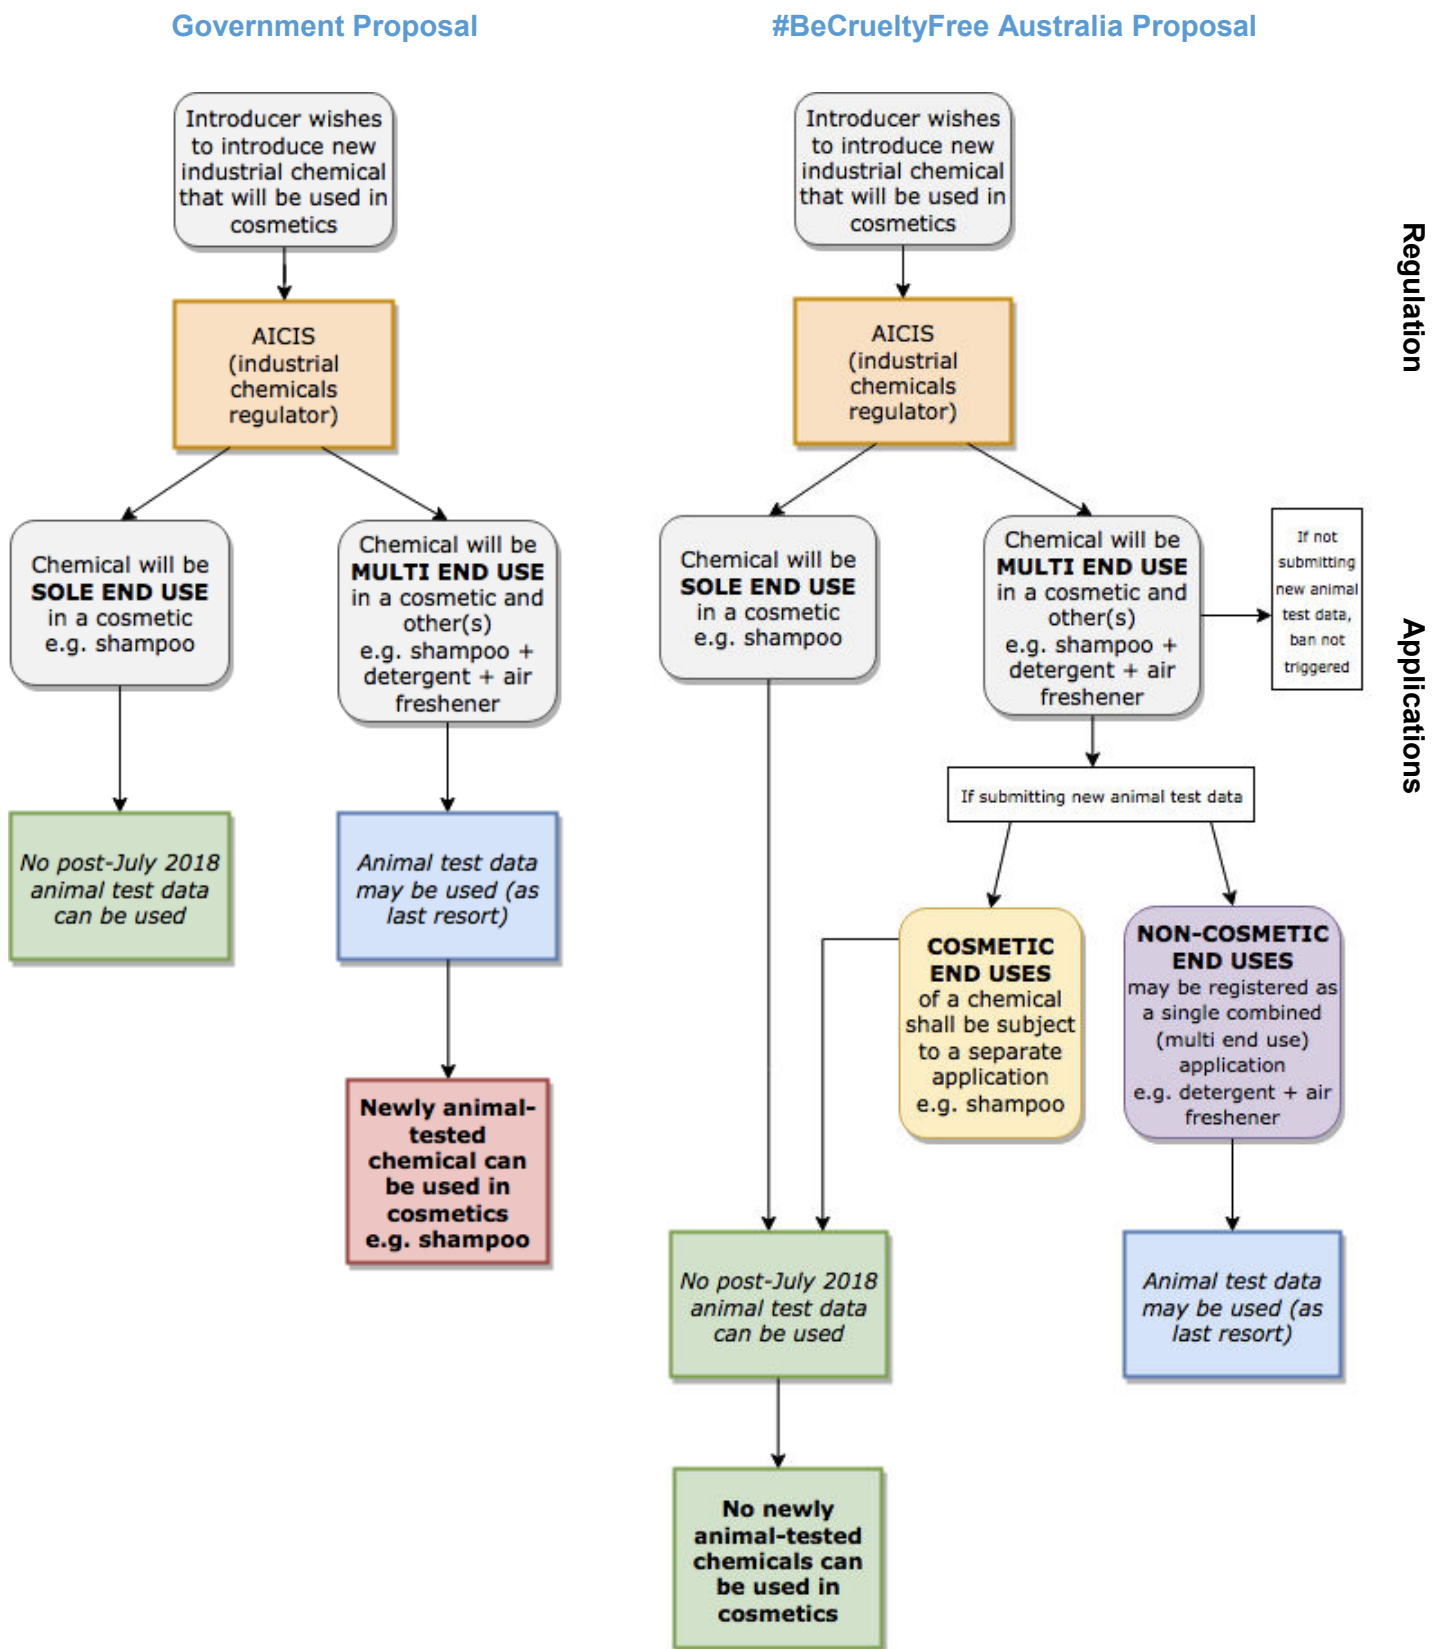 Government Proposal
Introducer wishes
to introduce new
industrial chemical
that will be used in
cosmetics
AICIS
(industrial
chemicals
regulator)
Chemical will be
SOLE END USE
in a cosmetic
e.g. shampoo
Chemical will be
MULTI END USE
in a cosmetic and
other(s)
e.g. shampoo +
detergent + air
freshener
No post-July 2018
animal test data
can be used
Animal test data
may be used (as
last resort)
Newly animal-
tested
chemical can
be used in
cosmetics
e.g. shampoo
#BeCrueltyFree Australia Proposal
Introducer wishes
to introduce new
industrial chemical
that will be used in
cosmetics
AICIS
(industrial
chemicals
regulator)
Chemical will be
SOLE END USE
in a cosmetic
e.g. shampoo
Chemical will be
MULTI END USE
in a cosmetic and
other(s)
e.g. shampoo +
detergent + air
freshener
If not
submitting
new animal
test data,
ban not
triggered
If submitting new animal test data
COSMETIC
END USES
of a chemical
shall be subject
to a separate
application
e.g. shampoo
NON-COSMETIC
END USES
may be registered as
a single combined
(multi end use)
application
e.g. detergent + air
freshener
No post-July 2018
animal test data
can be used
Animal test data
may be used (as
last resort)
No newly
animal-tested
chemicals can
be used in
cosmetics
Regulation
Applications